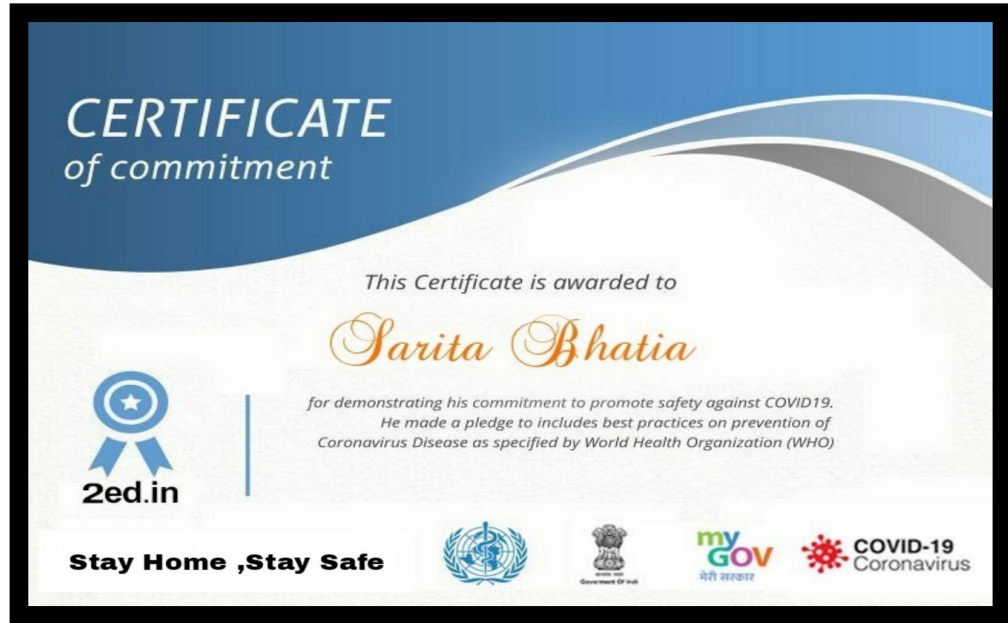 CERTIFICATE
of commitment
This Certificate is awarded to
Sarita Bhatia
for demonstrating his commitment to promote safety against COVID19.
He made a pledge to includes best practices on prevention of
Coronavirus Disease as specified by World Health Organization (WHO)
2ed.in
Stay Home ,Stay Safe
my
GOV
मेरी सरकार
COVID-19
Coronavirus